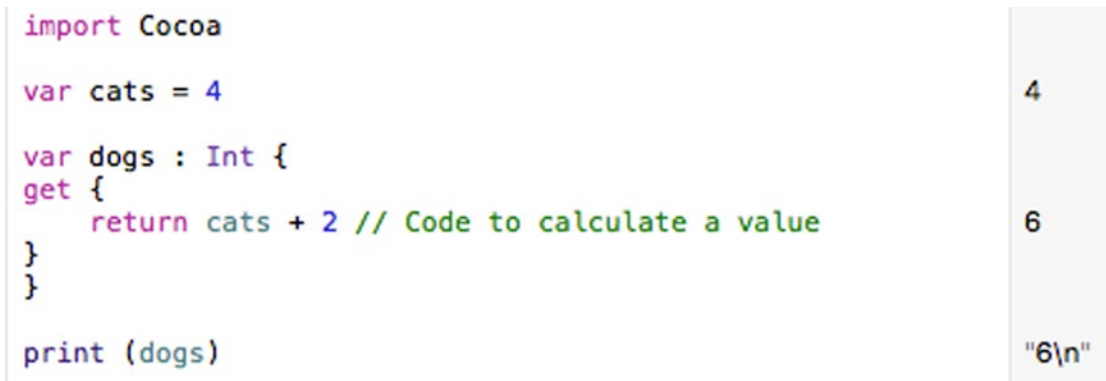 import Cocoa
var cats = 4 4
var dogs : Int {
get {
    return cats + 2 // Code to calculate a value 6
}
}
print (dogs) "6\n"